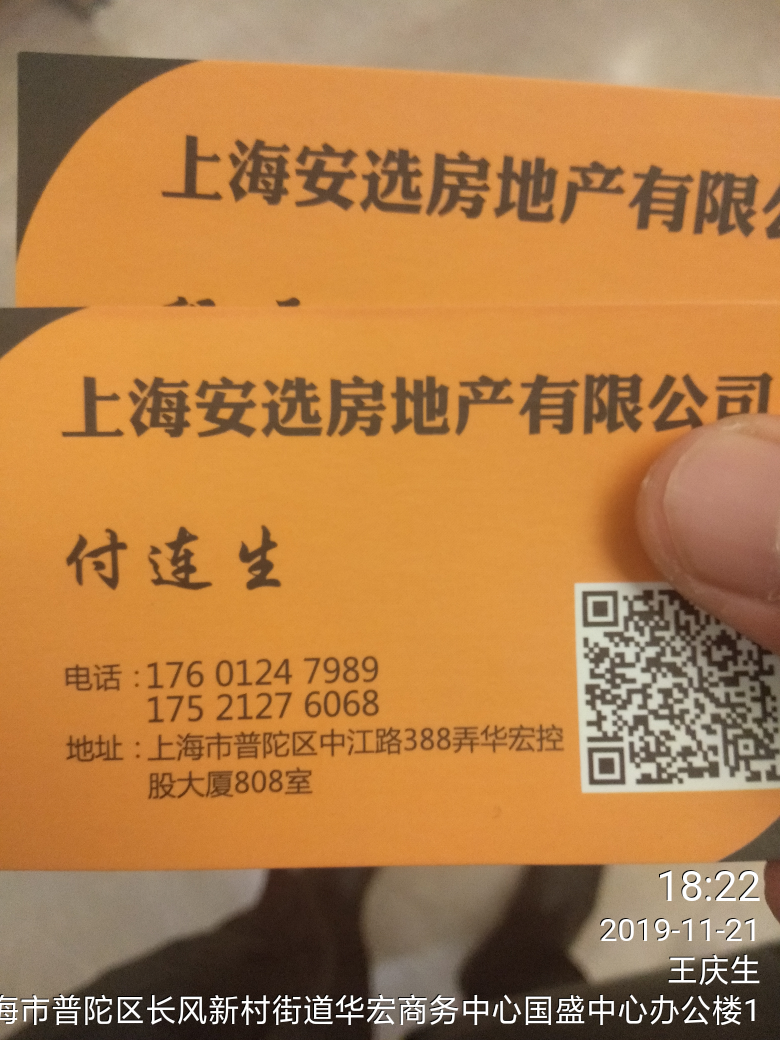 上海安选房地产有限
上海安选房地产有限公司
付连生
电话：176 0124 7989
175 2127 6068
地址：上海市普陀区中江路388弄华宏控
股大厦808室
18:22
2019-11-21
王庆生
海市普陀区长风新村街道华宏商务中心国盛中心办公楼1